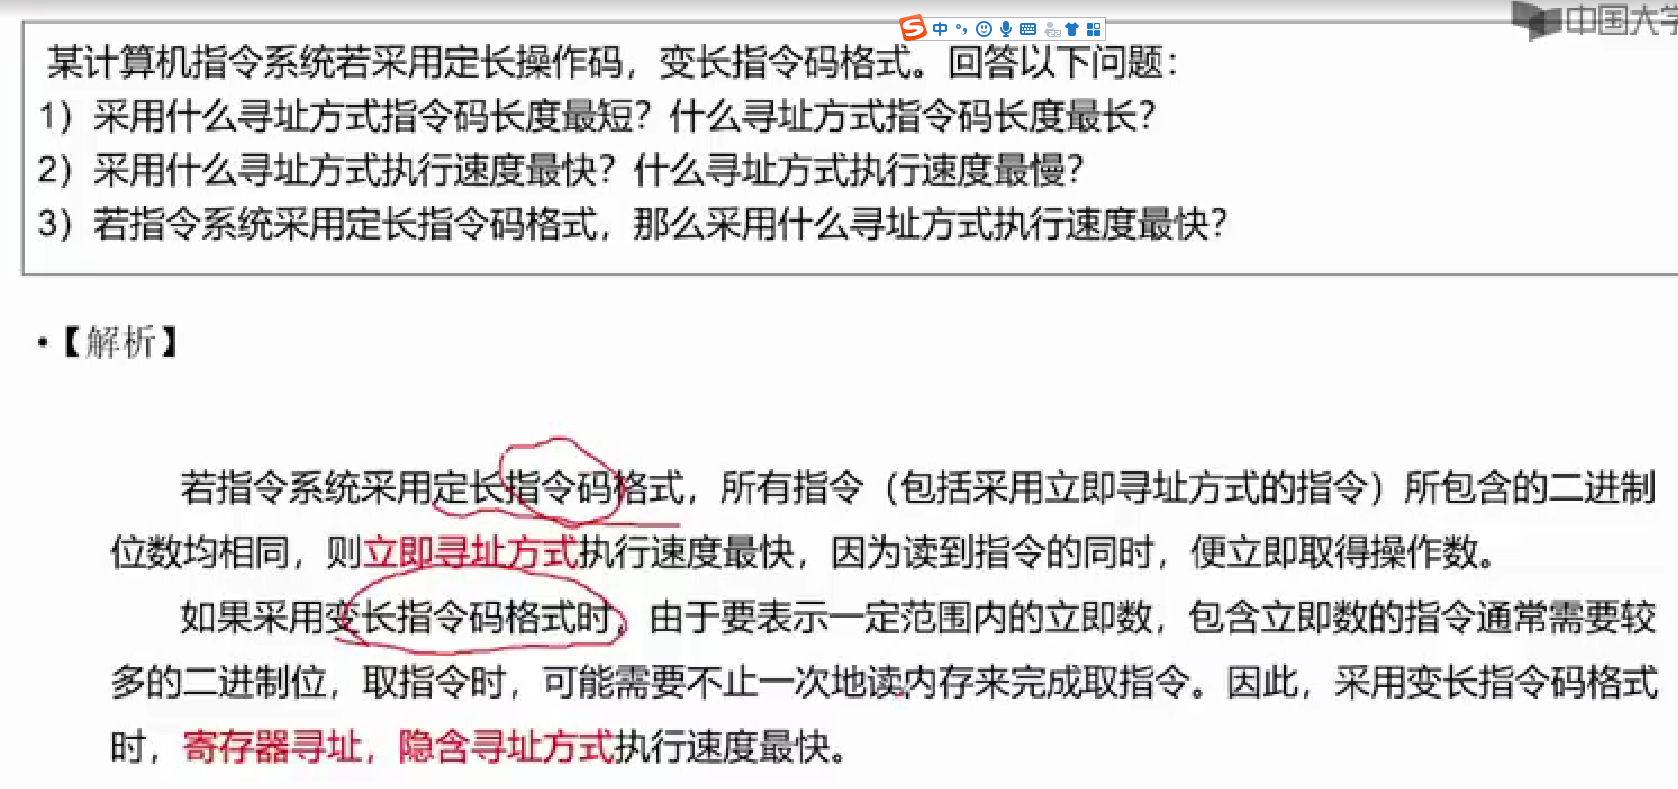 中国大学
中
某计算机指令系统若采用定长操作码，变长指令码格式。回答以下问题：
1）采用什么寻址方式指令码长度最短？什么寻址方式指令码长度最长？
2）采用什么寻址方式执行速度最快？什么寻址方式执行速度最慢？
3）若指令系统采用定长指令码格式，那么采用什么寻址方式执行速度最快？
•【解析】
若指令系统采用定长指令码格式，所有指令（包括采用立即寻址方式的指令）所包含的二进制
位数均相同，则立即寻址方式执行速度最快，因为读到指令的同时，便立即取得操作数。
如果采用变长指令码格式时，由于要表示一定范围内的立即数，包含立即数的指令通常需要较
多的二进制位，取指令时，可能需要不止一次地读内存来完成取指令。因此，采用变长指令码格式
时，寄存器寻址，隐含寻址方式执行速度最快。